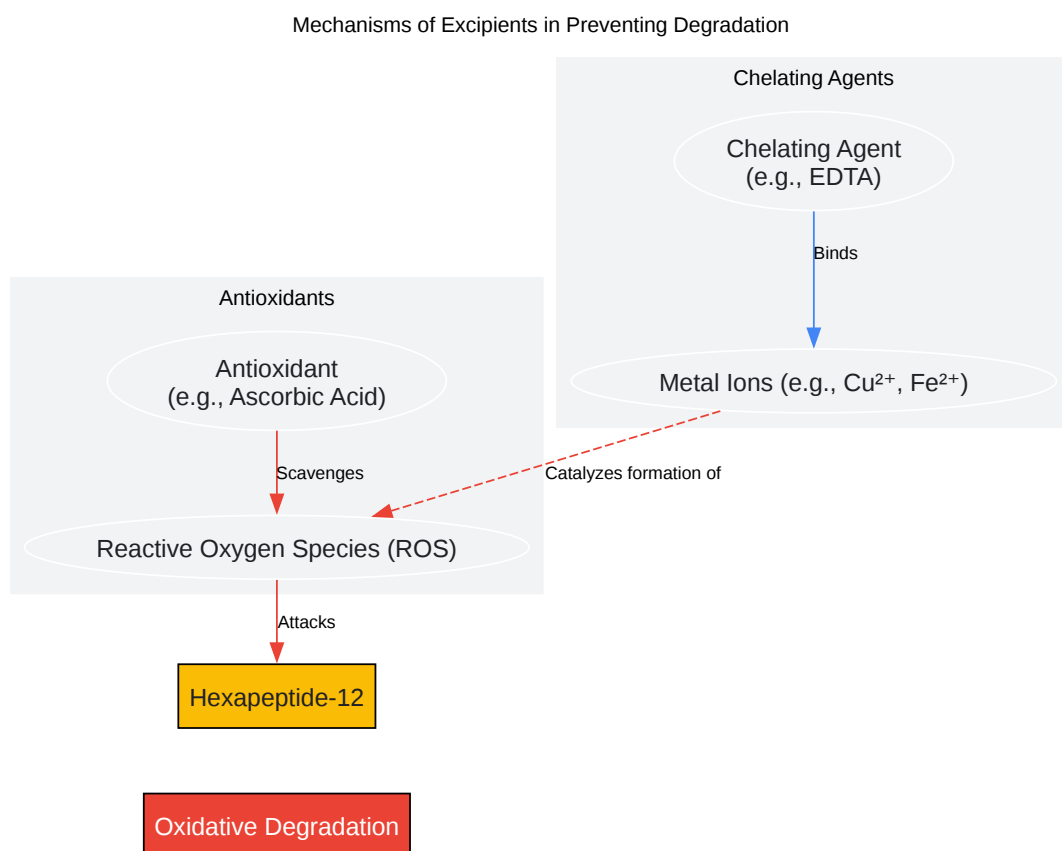 Mechanisms of Excipients in Preventing Degradation
Chelating Agents
Chelating Agent
(e.g., EDTA)
Binds
Antioxidants
Antioxidant
(e.g., Ascorbic Acid)
Metal Ions (e.g., Cu²⁺, Fe²⁺)
Scavenges
Catalyzes formation of
Reactive Oxygen Species (ROS)
Attacks
Hexapeptide-12
Oxidative Degradation